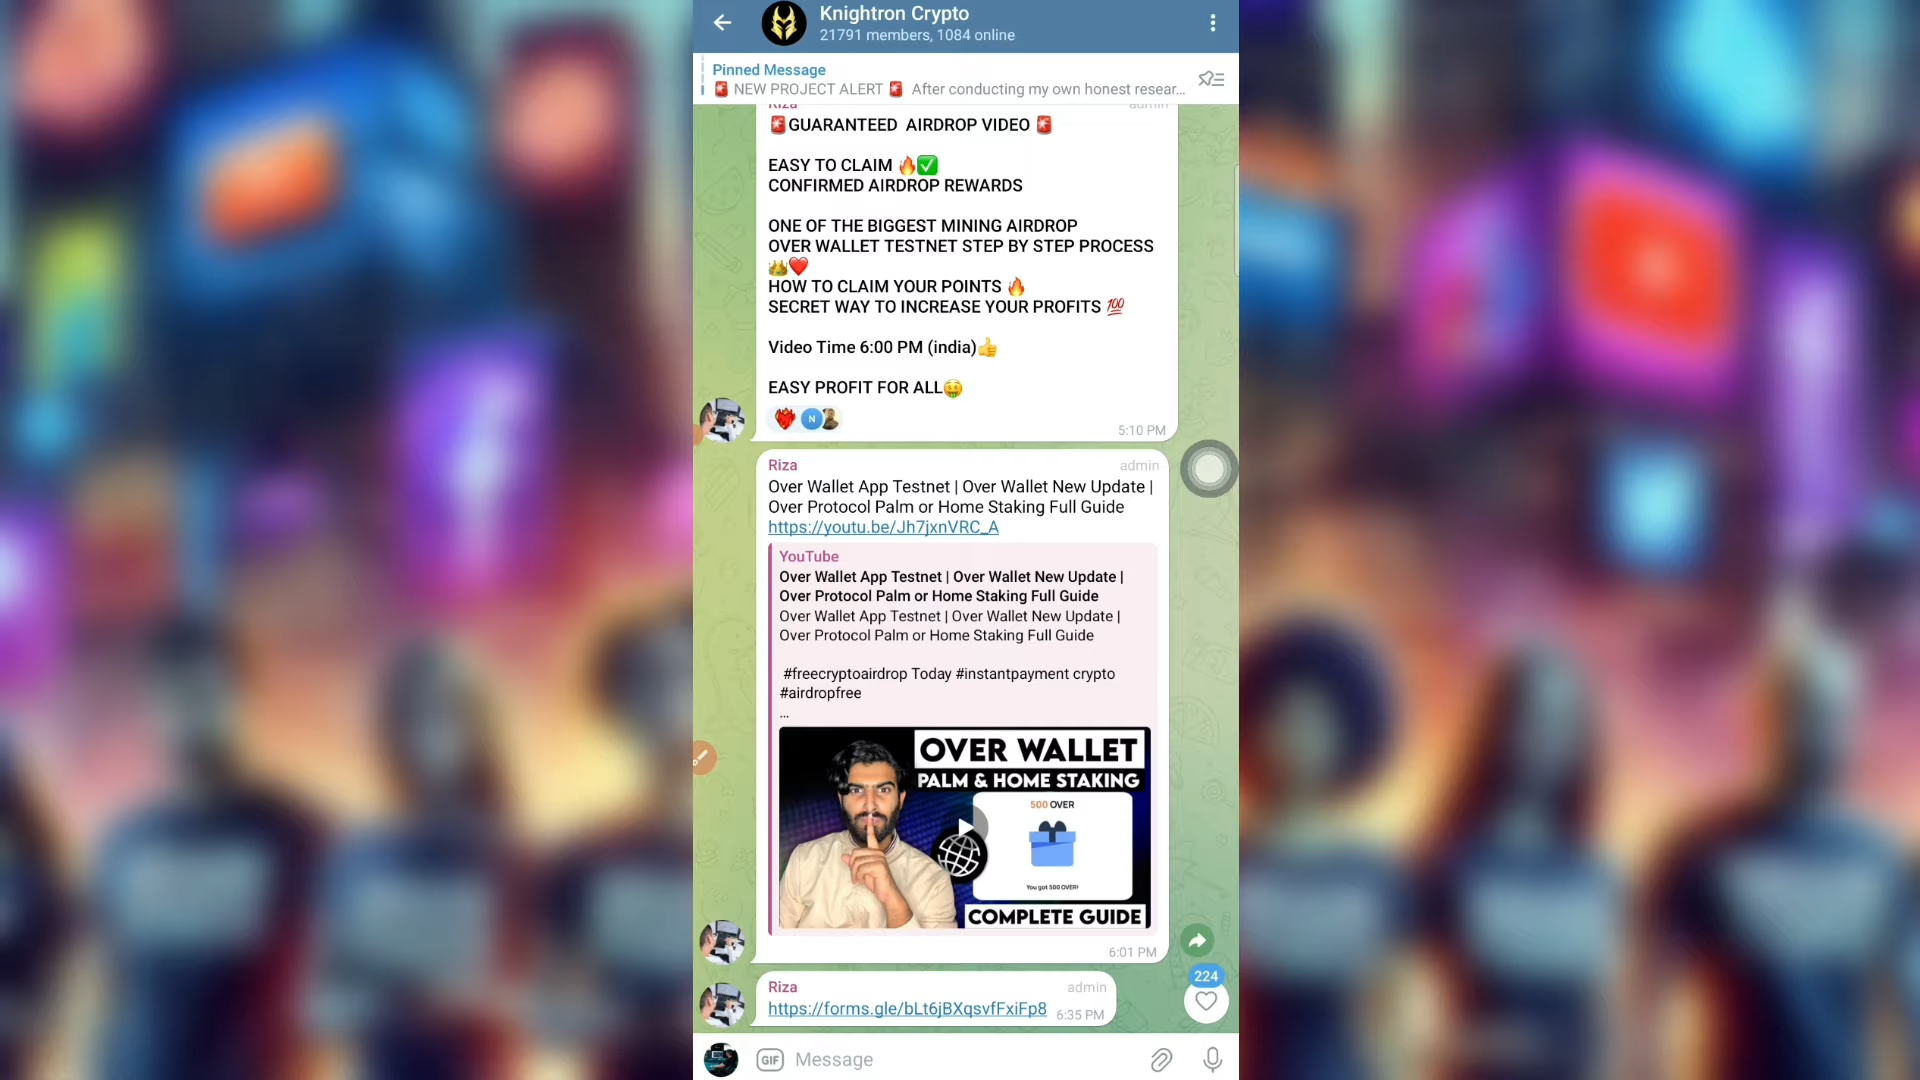 Knightron Crypto
21791 members, 1084 online
Pinned Message
🚨 NEW PROJECT ALERT 🚨 After conducting my own honest resear...
Riza admin
🚨GUARANTEED AIRDROP VIDEO 🚨
EASY TO CLAIM 🔥✅
CONFIRMED AIRDROP REWARDS
ONE OF THE BIGGEST MINING AIRDROP
OVER WALLET TESTNET STEP BY STEP PROCESS
👑❤️
HOW TO CLAIM YOUR POINTS 🔥
SECRET WAY TO INCREASE YOUR PROFITS 💯
Video Time 6:00 PM (india)👍
EASY PROFIT FOR ALL🤑
N
5:10 PM
Riza admin
Over Wallet App Testnet | Over Wallet New Update |
Over Protocol Palm or Home Staking Full Guide
https://youtu.be/Jh7jxnVRC_A
YouTube
Over Wallet App Testnet | Over Wallet New Update |
Over Protocol Palm or Home Staking Full Guide
Over Wallet App Testnet | Over Wallet New Update |
Over Protocol Palm or Home Staking Full Guide
#freecryptoairdrop Today #instantpayment crypto
#airdropfree
...
OVER WALLET
PALM & HOME STAKING
500 OVER
You got 500 OVER!
COMPLETE GUIDE
6:01 PM
224
Riza admin
https://forms.gle/bLt6jBXqsvfFxiFp8 6:35 PM
GIF Message